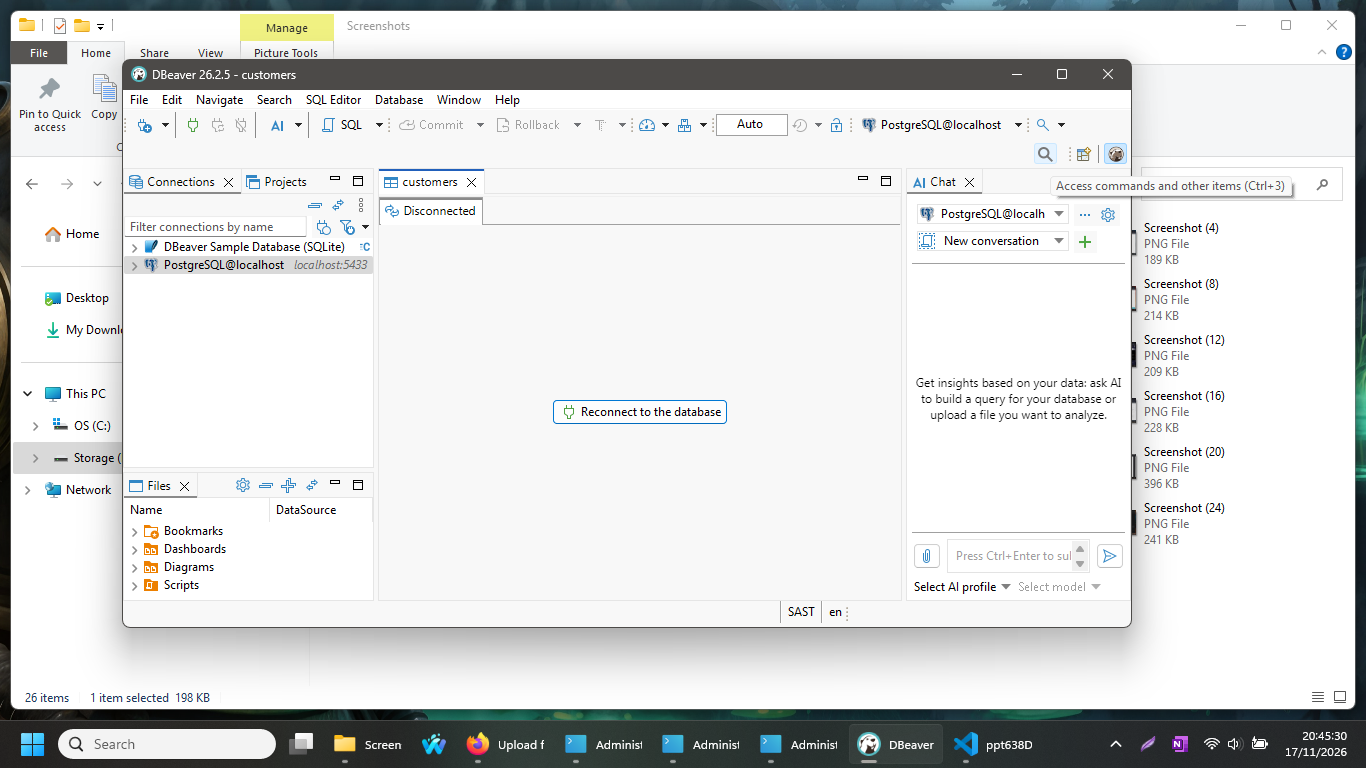 Manage
Screenshots
File
Home
Share
View
Picture Tools
Pin to Quick access
Copy
DBeaver 26.2.5 - customers
File Edit Navigate Search SQL Editor Database Window Help
AI
SQL
Commit
Rollback
T
Auto
PostgreSQL@localhost
Connections
Projects
customers
AI Chat
Access commands and other items (Ctrl+3)
Filter connections by name
Disconnected
PostgreSQL@localh
New conversation
DBeaver Sample Database (SQLite)
PostgreSQL@localhost localhost:5433
Reconnect to the database
Get insights based on your data: ask AI
to build a query for your database or
upload a file you want to analyze.
Files
Name
DataSource
Bookmarks
Dashboards
Diagrams
Scripts
Press Ctrl+Enter to sul
Select AI profile
Select model
SAST
en
Home
Desktop
My Downl
This PC
OS (C:)
Storage (
Network
Screenshot (4)
PNG File
189 KB
Screenshot (8)
PNG File
214 KB
Screenshot (12)
PNG File
209 KB
Screenshot (16)
PNG File
228 KB
Screenshot (20)
PNG File
396 KB
Screenshot (24)
PNG File
241 KB
26 items
1 item selected 198 KB
Search
Screen
Upload f
Administ
Administ
Administ
DBeaver
ppt638D
20:45:30
17/11/2026